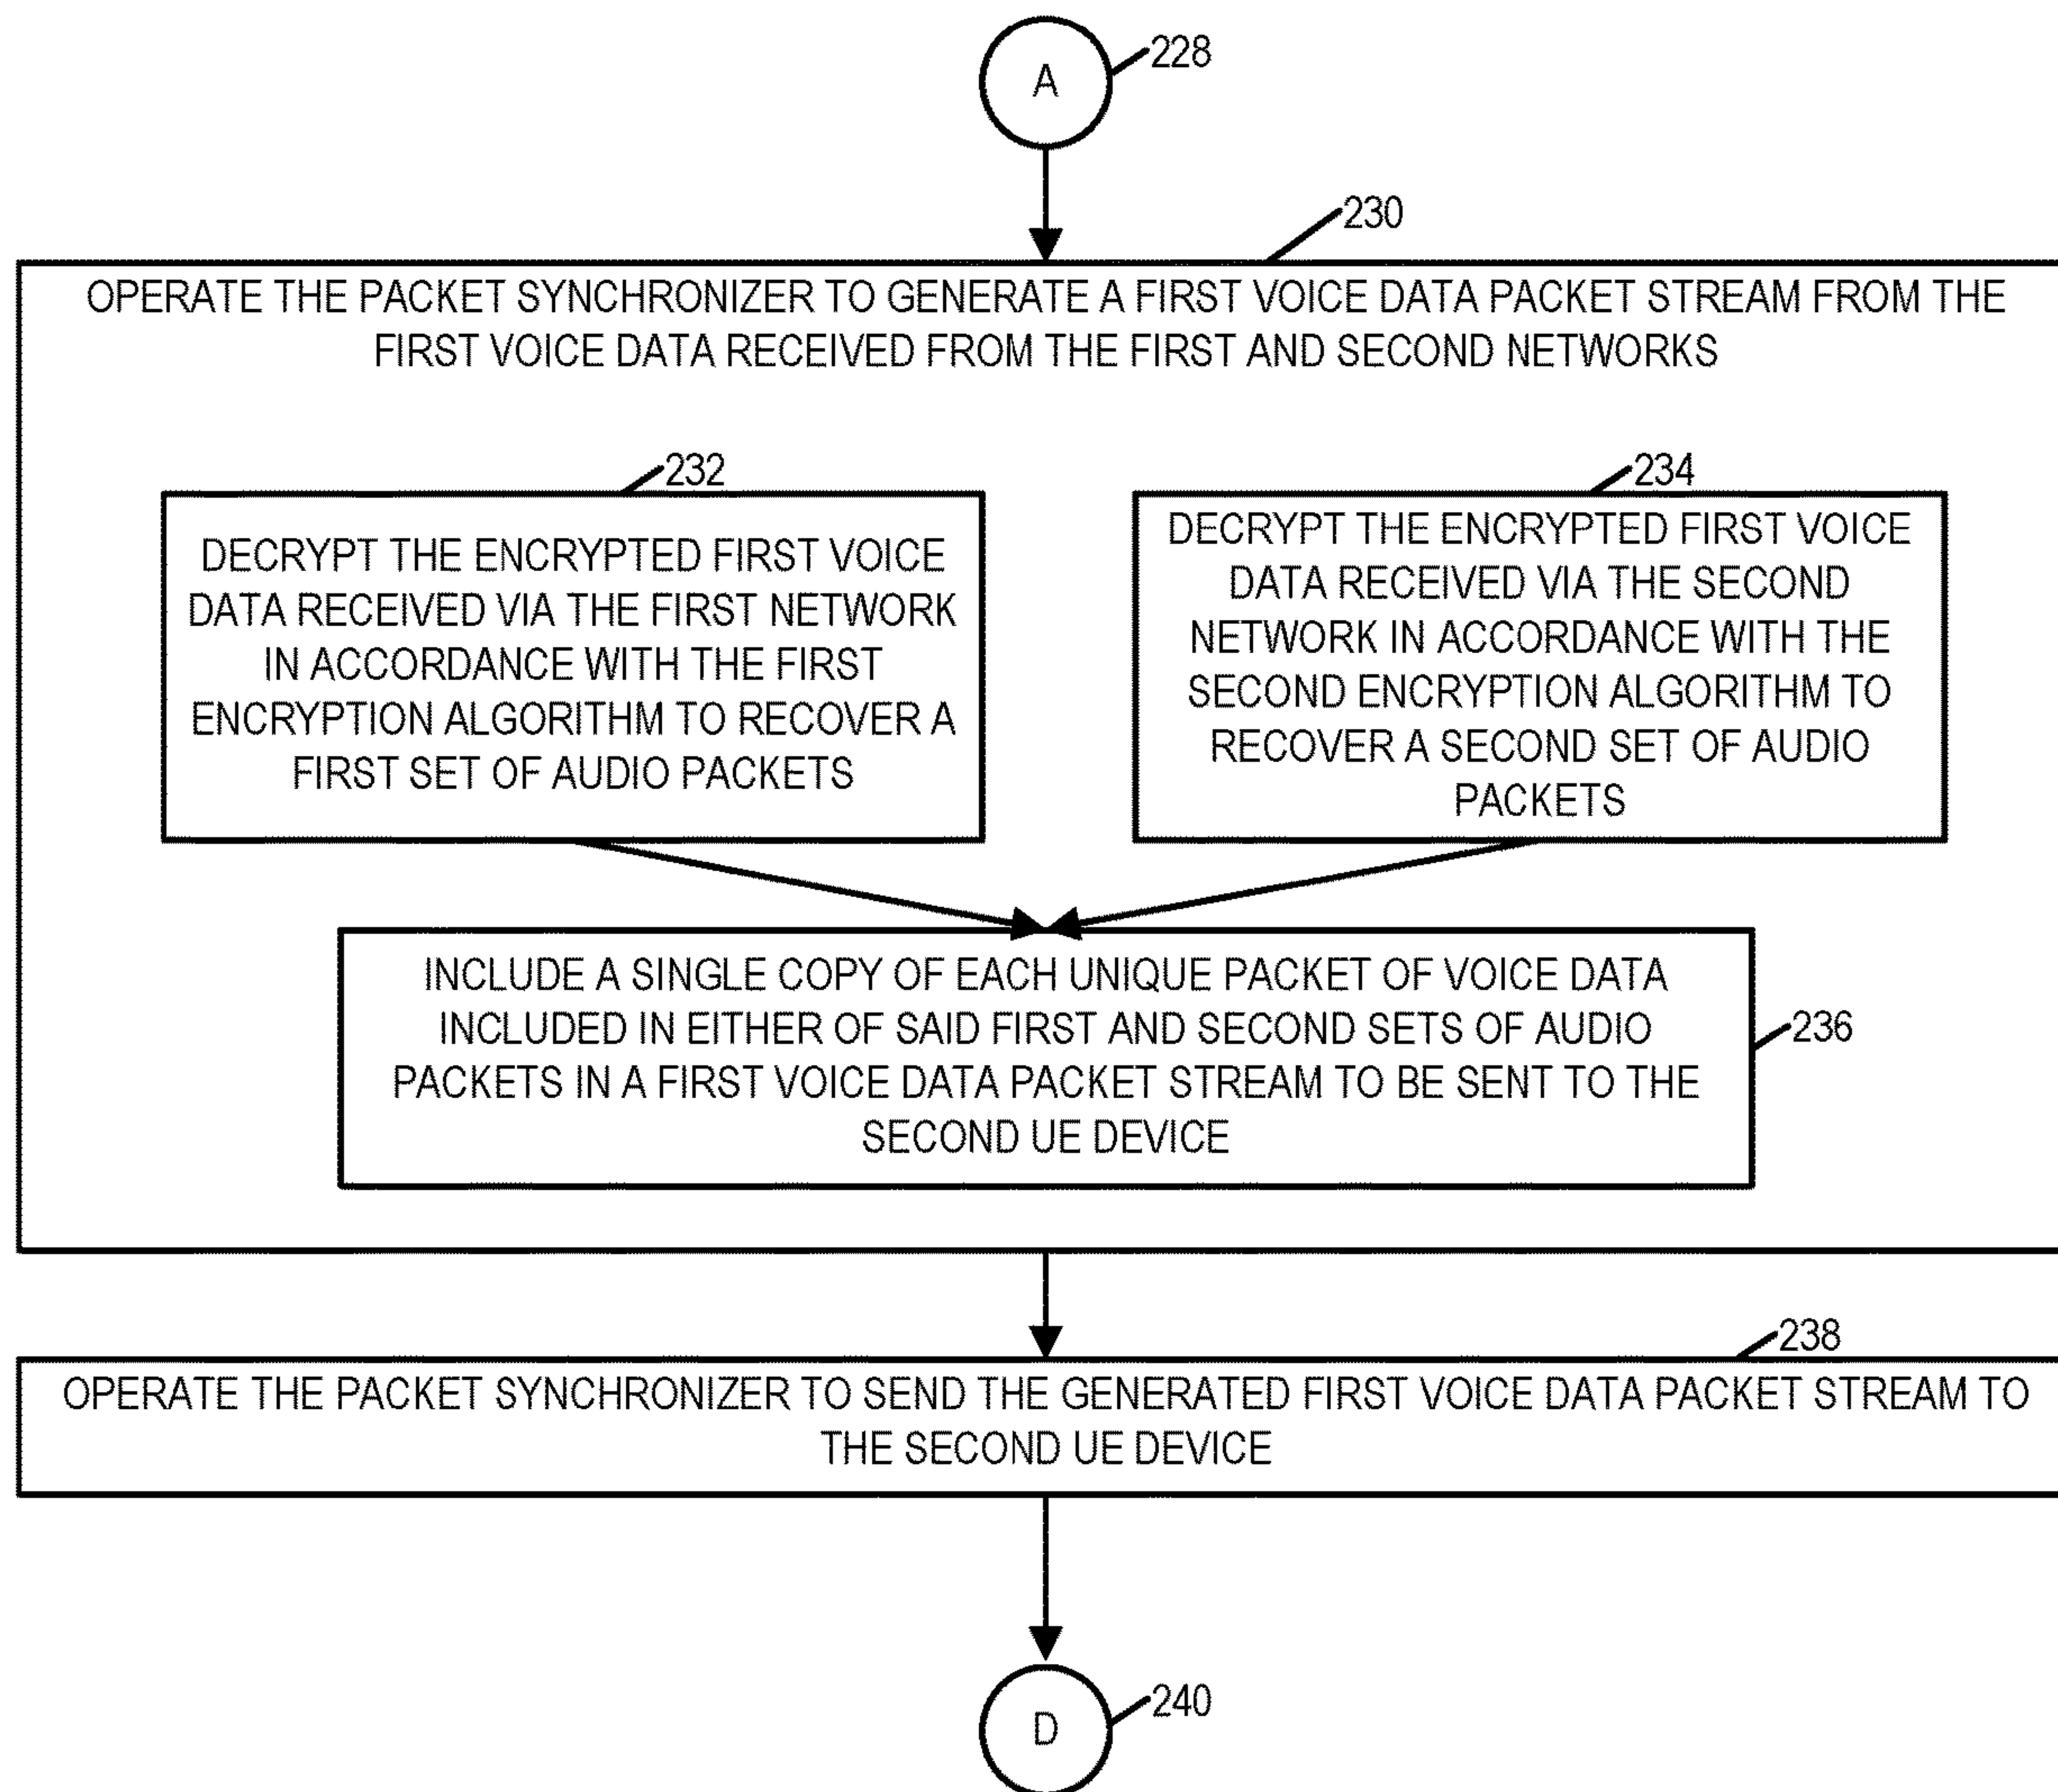 A
228
230
OPERATE THE PACKET SYNCHRONIZER TO GENERATE A FIRST VOICE DATA PACKET STREAM FROM THE
FIRST VOICE DATA RECEIVED FROM THE FIRST AND SECOND NETWORKS
232
DECRYPT THE ENCRYPTED FIRST VOICE
DATA RECEIVED VIA THE FIRST NETWORK
IN ACCORDANCE WITH THE FIRST
ENCRYPTION ALGORITHM TO RECOVER A
FIRST SET OF AUDIO PACKETS
234
DECRYPT THE ENCRYPTED FIRST VOICE
DATA RECEIVED VIA THE SECOND
NETWORK IN ACCORDANCE WITH THE
SECOND ENCRYPTION ALGORITHM TO
RECOVER A SECOND SET OF AUDIO
PACKETS
INCLUDE A SINGLE COPY OF EACH UNIQUE PACKET OF VOICE DATA
INCLUDED IN EITHER OF SAID FIRST AND SECOND SETS OF AUDIO
PACKETS IN A FIRST VOICE DATA PACKET STREAM TO BE SENT TO THE
SECOND UE DEVICE
236
238
OPERATE THE PACKET SYNCHRONIZER TO SEND THE GENERATED FIRST VOICE DATA PACKET STREAM TO
THE SECOND UE DEVICE
240
D